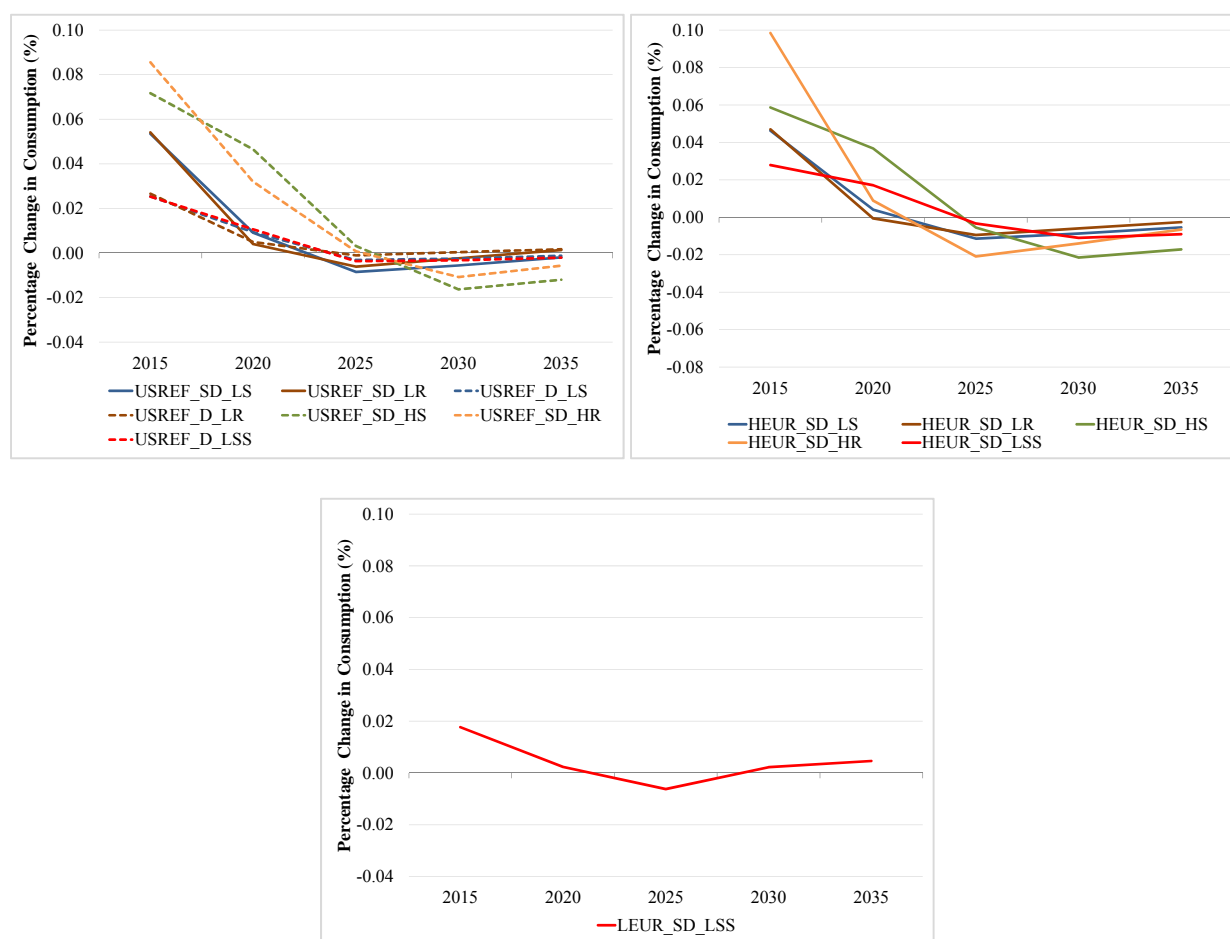 Percentage Change in Consumption (%)
0.10
0.08
0.06
0.04
0.02
0.00
-0.02
-0.04
2015 2020 2025 2030 2035
USREF_SD_LS USREF_SD_LR USREF_D_LS
USREF_D_LR USREF_SD_HS USREF_SD_HR
USREF_D_LSS
Percentage Change in Consumption (%)
0.10
0.08
0.06
0.04
0.02
0.00
-0.02
-0.04
-0.06
-0.08
2015 2020 2025 2030 2035
HEUR_SD_LS HEUR_SD_LR HEUR_SD_HS
HEUR_SD_HR HEUR_SD_LSS
Percentage Change in Consumption (%)
0.10
0.08
0.06
0.04
0.02
0.00
-0.02
-0.04
2015 2020 2025 2030 2035
LEUR_SD_LSS